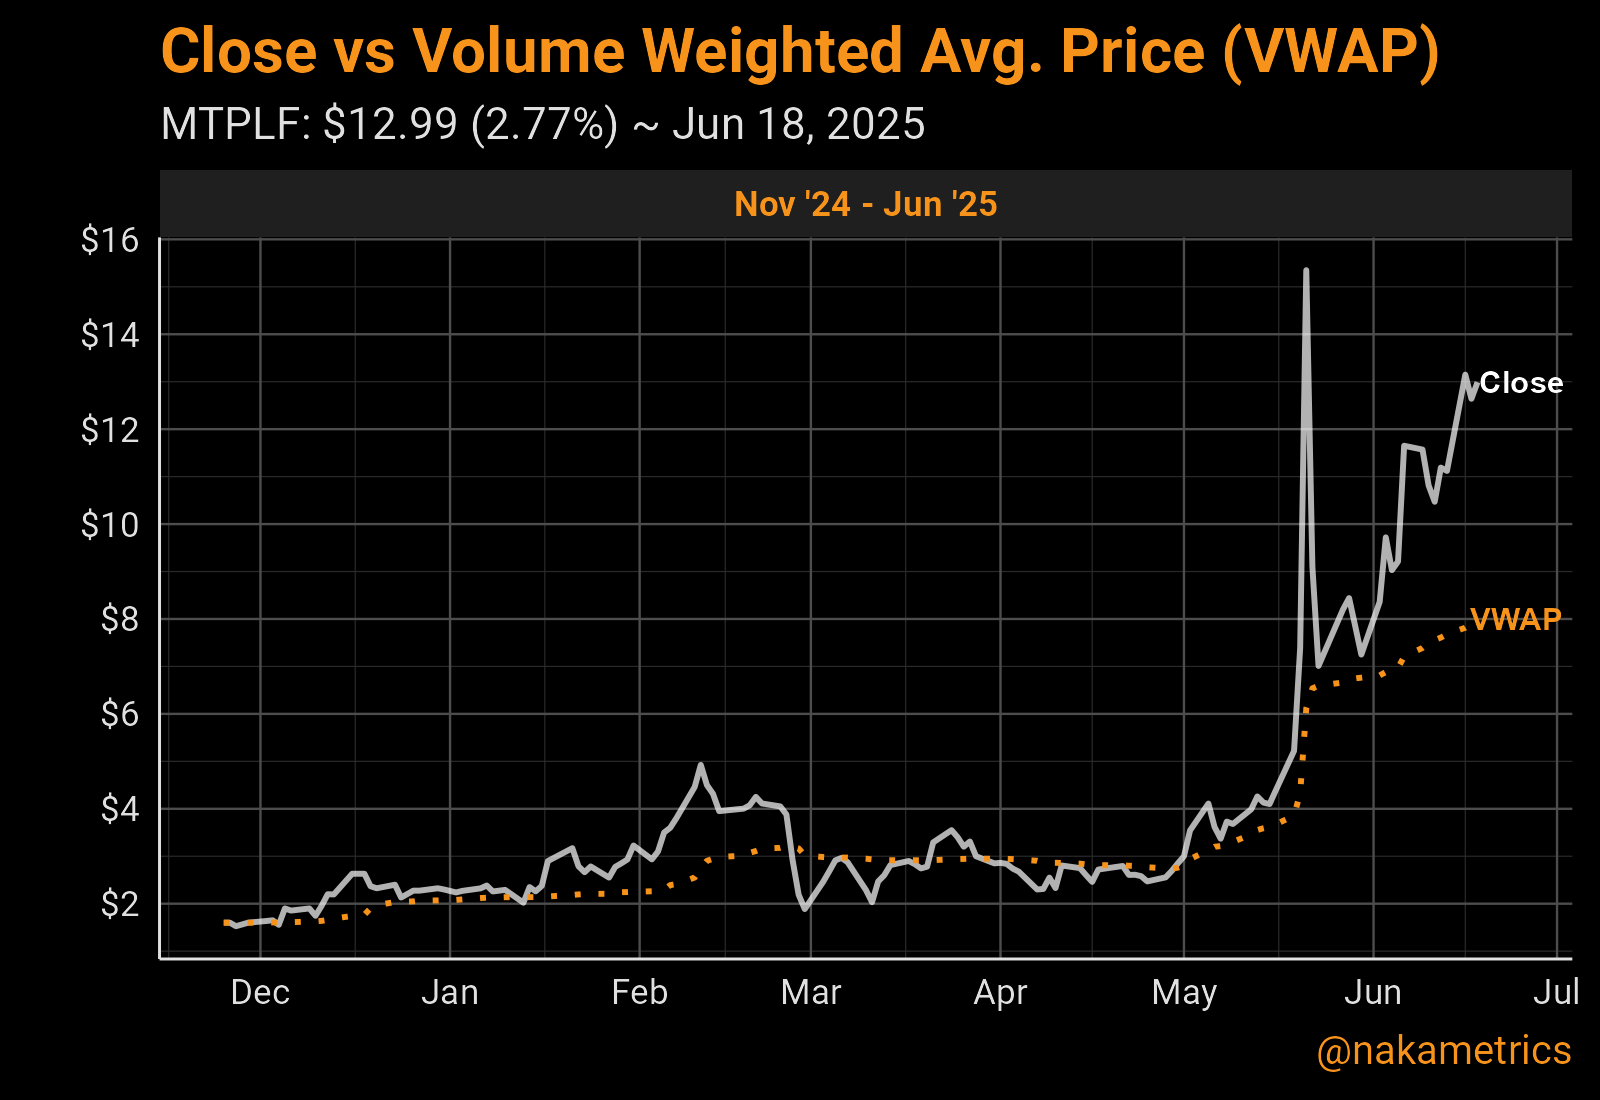 Close vs Volume Weighted Avg. Price (VWAP)
MTPLF: $12.99 (2.77%) ~ Jun 18, 2025
Nov '24 - Jun '25
$16
$14
$12
$10
$8
$6
$4
$2
Close
VWAP
Dec Jan Feb Mar Apr May Jun Jul
@nakametrics